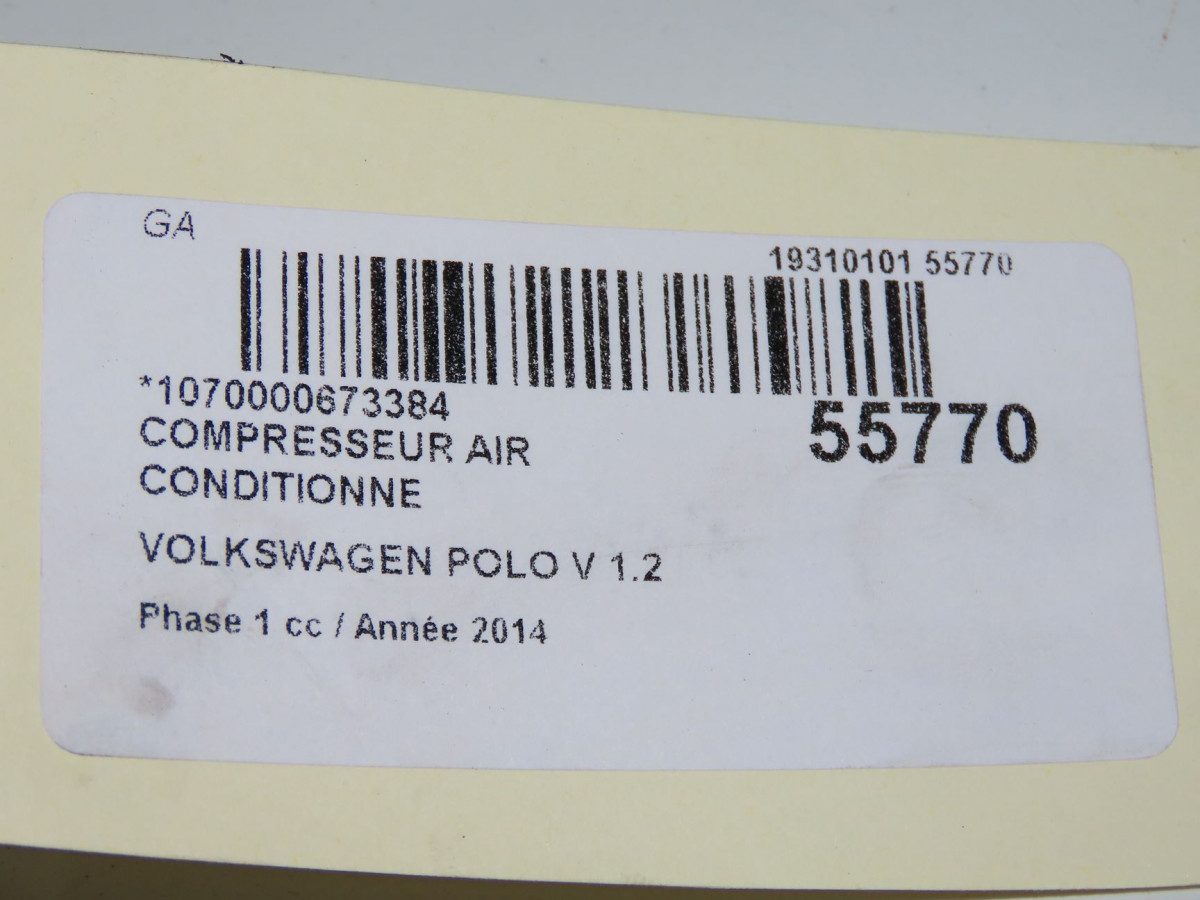 GA
19310101 55770
*1070000673384
55770
COMPRESSEUR AIR
CONDITIONNE
VOLKSWAGEN POLO V 1.2
Phase 1 cc / Année 2014